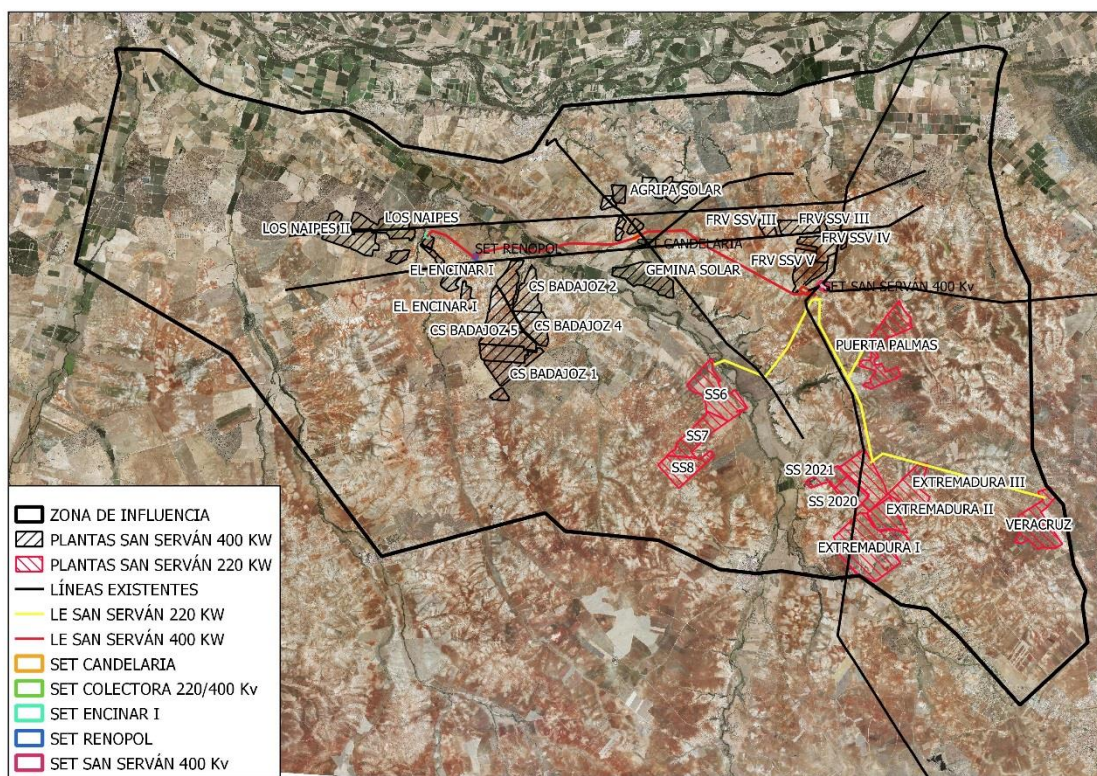 AGRIPA SOLAR
LOS NAIPES
LOS NAIPES II
FRV SSV III
FRV SSV III
FRV SSV IV
SET RENOPOL
SET CANDELARIA
FRV SSV V
EL ENCINAR I
GEMINA SOLAR
CS BADAJOZ 2
SET SAN SERVÁN 400 Kv
EL ENCINAR I
CS BADAJOZ 4
CS BADAJOZ 5
PUERTA PALMAS
CS BADAJOZ 1
SS6
SS7
SS8
SS 2021
EXTREMADURA III
SS 2020
EXTREMADURA II
VERACRUZ
EXTREMADURA I
ZONA DE INFLUENCIA
PLANTAS SAN SERVÁN 400 KW
PLANTAS SAN SERVÁN 220 KW
LÍNEAS EXISTENTES
LE SAN SERVÁN 220 KW
LE SAN SERVÁN 400 KW
SET CANDELARIA
SET COLECTORA 220/400 Kv
SET ENCINAR I
SET RENOPOL
SET SAN SERVÁN 400 Kv